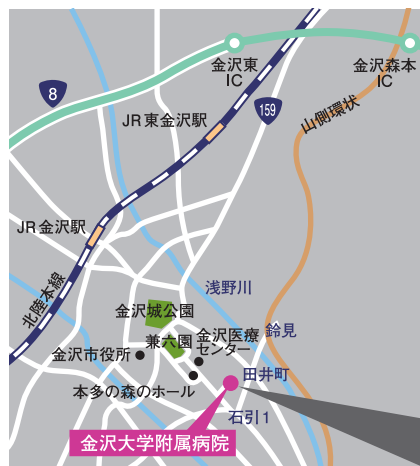 金沢東
IC
金沢森本
IC
8
159
山側環状
JR東金沢駅
JR金沢駅
北陸本線
浅野川
金沢城公園
鈴見
兼六園
金沢医療
センター
金沢市役所
田井町
本多の森のホール
石引1
金沢大学附属病院